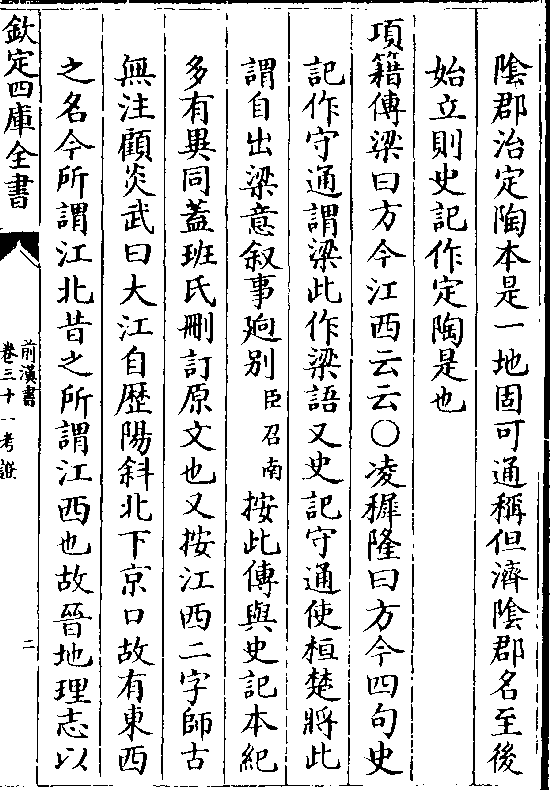 陰郡治定陶本是一地固可通稱但濟陰郡名至後
始立則史記作定陶是也
項籍傳梁曰方今江西云云○凌稚隆曰方今四句史
記作守通謂梁此作梁語又史記守通使桓楚將此
謂自出梁意叙事逈别臣召南按此傳與史記本紀
多有異同蓋班氏刪訂原文也又按江西二字師古
無注顧炎武曰大江自歴陽斜北下京口故有東西
之名今所謂江北昔之所謂江西也故晉地理志以
欽定四庫全書
前漢書
卷三十一考證
二